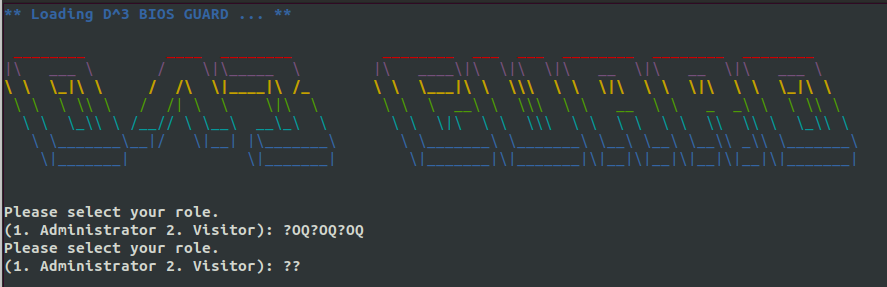 ** Loading D^3 BIOS GUARD ... **
Please select your role.
(1. Administrator 2. Visitor): ?OQ?OQ?OQ
Please select your role.
(1. Administrator 2. Visitor): ??